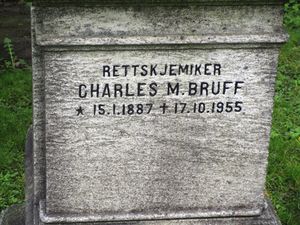 RETTSKJEMIKER
CHARLES M. BRUFF
* 15.1.1887 ✝ 17.10.1955